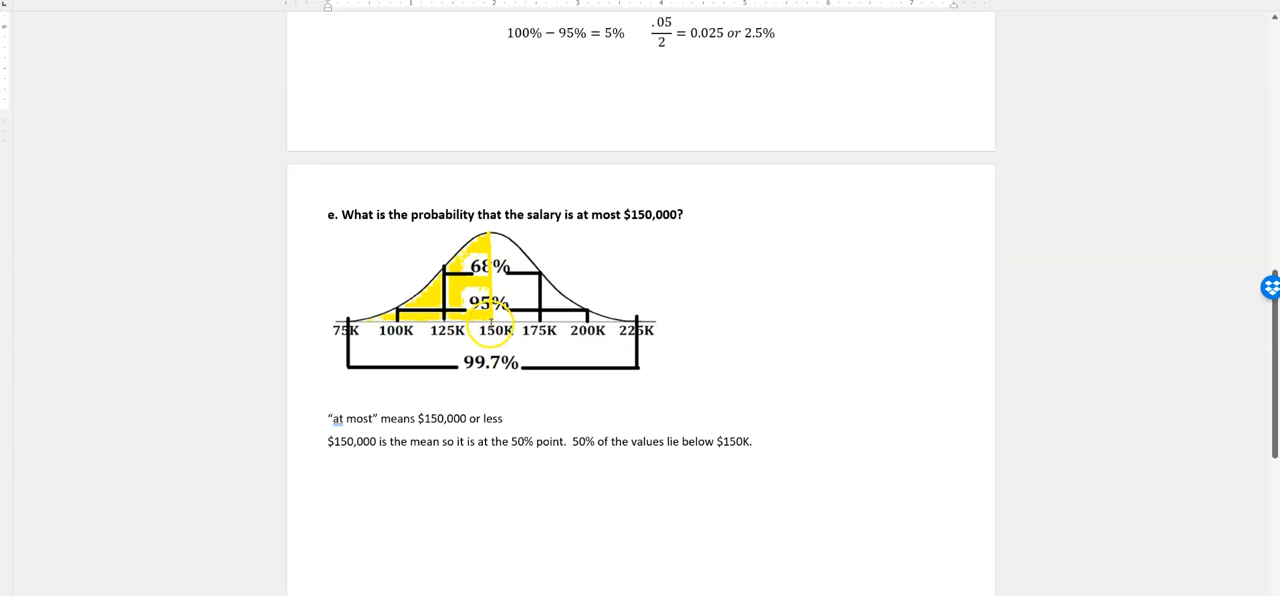 100% − 95% = 5% .05/2 = 0.025 or 2.5%
e. What is the probability that the salary is at most $150,000?
68%
95%
75K 100K 125K 150K 175K 200K 225K
99.7%
“at most” means $150,000 or less
$150,000 is the mean so it is at the 50% point. 50% of the values lie below $150K.